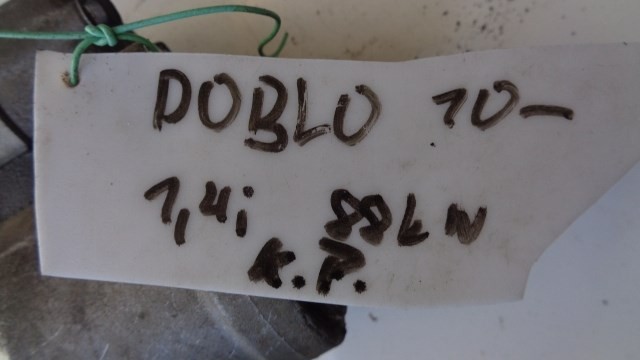 DOBLO 10-
1,4i 88kW
K.P.